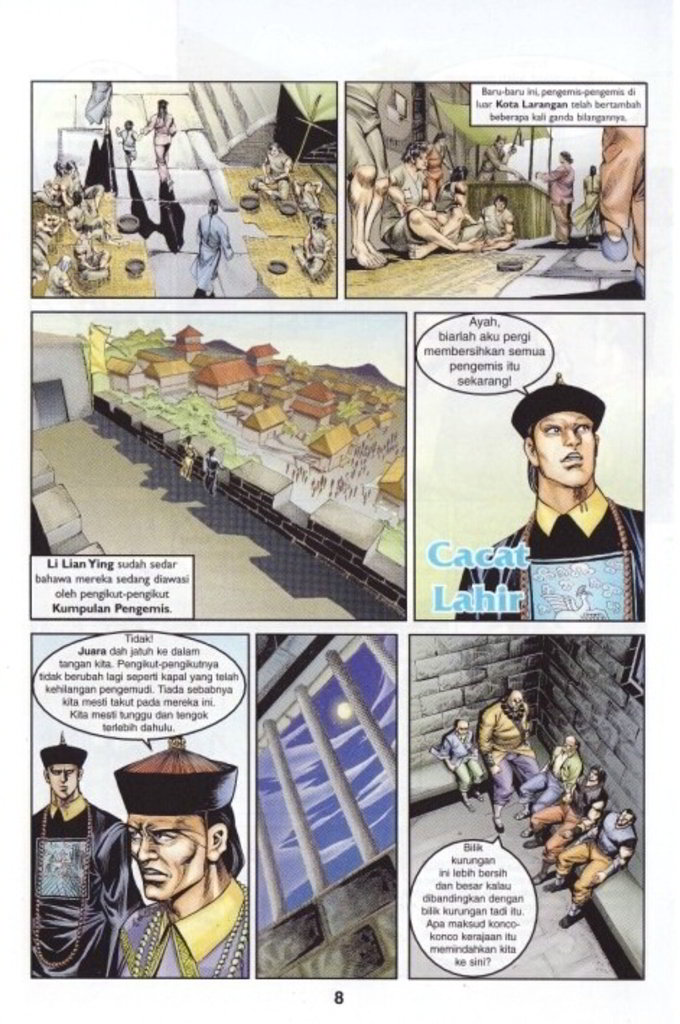 Baru-baru ini, pengemis-pengemis di
luar Kota Larangan telah bertambah
beberapa kali ganda bilangannya.
Li Lian Ying sudah sedar
bahawa mereka sedang diawasi
oleh pengikut-pengikut
Kumpulan Pengemis.
Ayah,
biarlah aku pergi
membersihkan semua
pengemis itu
sekarang!
Cacat
Lahir
Tidak!
Juara dah jatuh ke dalam
tangan kita. Pengikut-pengikutnya
tidak berubah lagi seperti kapal yang telah
kehilangan pengemudi. Tiada sebabnya
kita mesti takut pada mereka ini.
Kita mesti tunggu dan tengok
terlebih dahulu.
Bilik
kurungan
ini lebih bersih
dan besar kalau
dibandingkan dengan
bilik kurungan tadi itu.
Apa maksud konco-
konco kerajaan itu
memindahkan kita
ke sini?
8